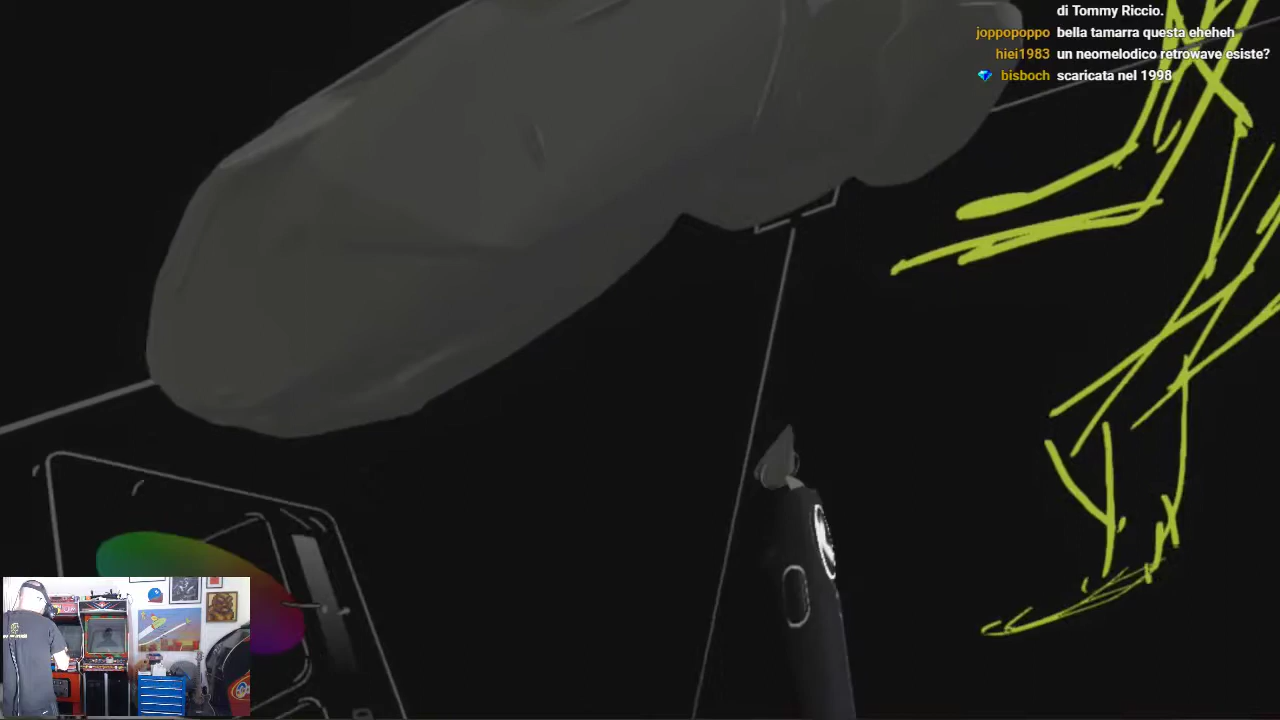 di Tommy Riccio.
joppopoppo bella tamarra questa eheheh
hiei1983 un neomelodico retrowave esiste?
bisboch scaricata nel 1998